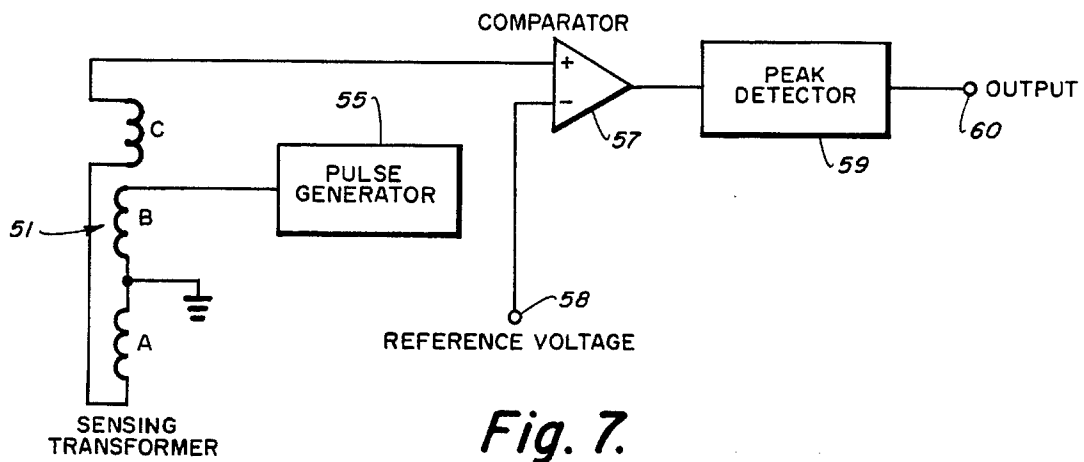 COMPARATOR
+
−
57
PEAK
DETECTOR
59
OUTPUT
60
C
55
PULSE
GENERATOR
51
B
A
58
REFERENCE VOLTAGE
SENSING
TRANSFORMER
Fig. 7.